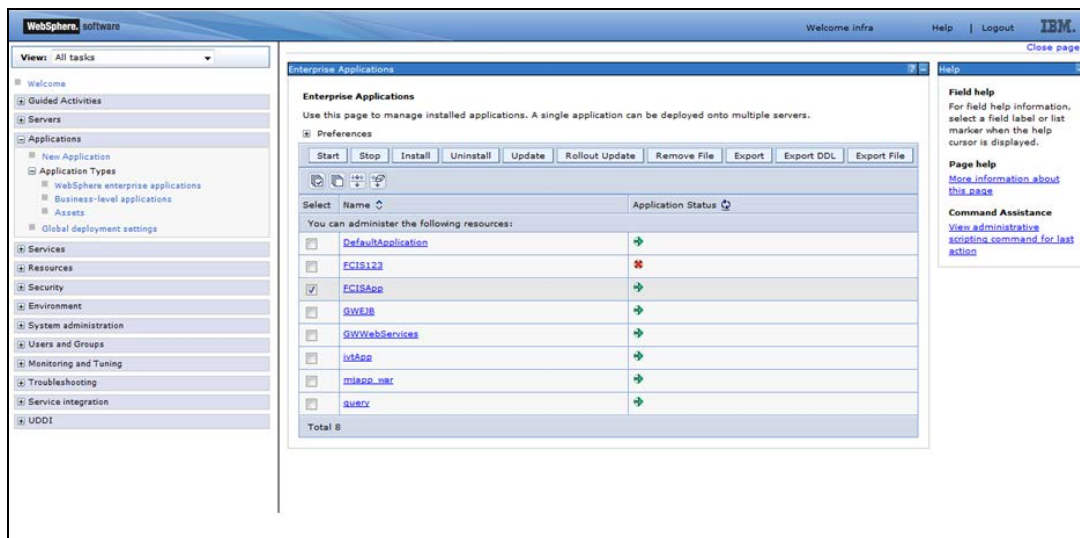 WebSphere. software
Welcome infra
Help | Logout
IBM.
Close page
View: All tasks
Welcome
Guided Activities
Servers
Applications
New Application
Application Types
WebSphere enterprise applications
Business-level applications
Assets
Global deployment settings
Services
Resources
Security
Environment
System administration
Users and Groups
Monitoring and Tuning
Troubleshooting
Service integration
UDDI
Enterprise Applications
Enterprise Applications
Use this page to manage installed applications. A single application can be deployed onto multiple servers.
Preferences
Start Stop Install Uninstall Update Rollout Update Remove File Export Export DDL Export File
Select Name Application Status
You can administer the following resources:
DefaultApplication
FCIS123
FCISApp
GWEJB
GWWebServices
ivtApp
mjapp_war
query
Total 8
Help
Field help
For field help information,
select a field label or list
marker when the help
cursor is displayed.
Page help
More information about
this page
Command Assistance
View administrative
scripting command for last
action